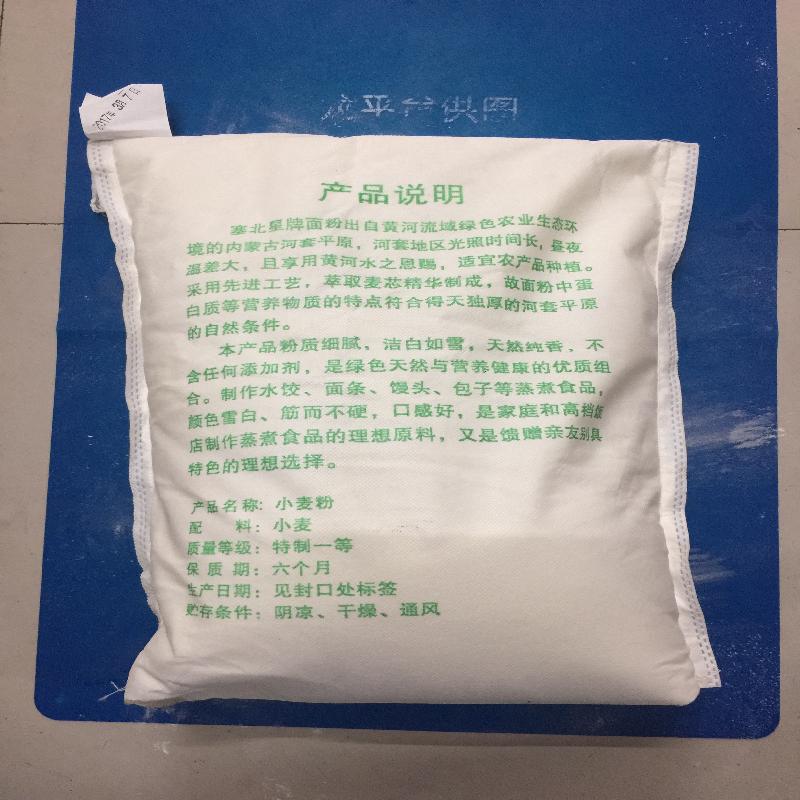 2017年
产品说明
塞北星牌面粉出自黄河流域绿色农业生态环
境的内蒙古河套平原，河套地区光照时间长，昼夜
温差大，且享用黄河水之恩赐，适宜农产品种植。
采用先进工艺，萃取麦芯精华制成，故面粉中蛋
白质等营养物质的特点符合得天独厚的河套平原
的自然条件。
本产品粉质细腻，洁白如雪，天然纯香、不
含任何添加剂，是绿色天然与营养健康的优质组
合。制作水饺、面条、馒头、包子等蒸煮食品，
颜色雪白、筋而不硬，口感好，是家庭和高档饭
店制作蒸煮食品的理想原料，又是馈赠亲友别具
特色的理想选择。
产品名称：小麦粉
配 料：小麦
质量等级：特制一等
保 质 期：六个月
生产日期：见封口处标签
贮存条件：阴凉、干燥、通风